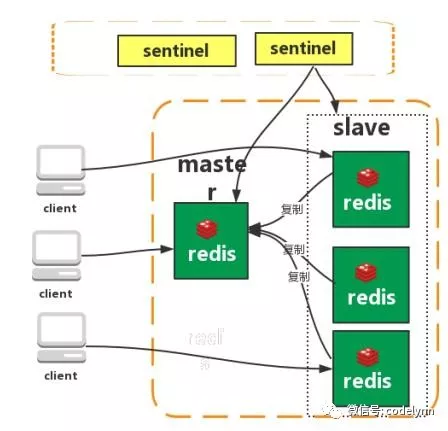 sentinel
sentinel
slave
maste
r
client
redis
复制
redis
client
复制
复制
redis
client
redis
微信号: codelynn